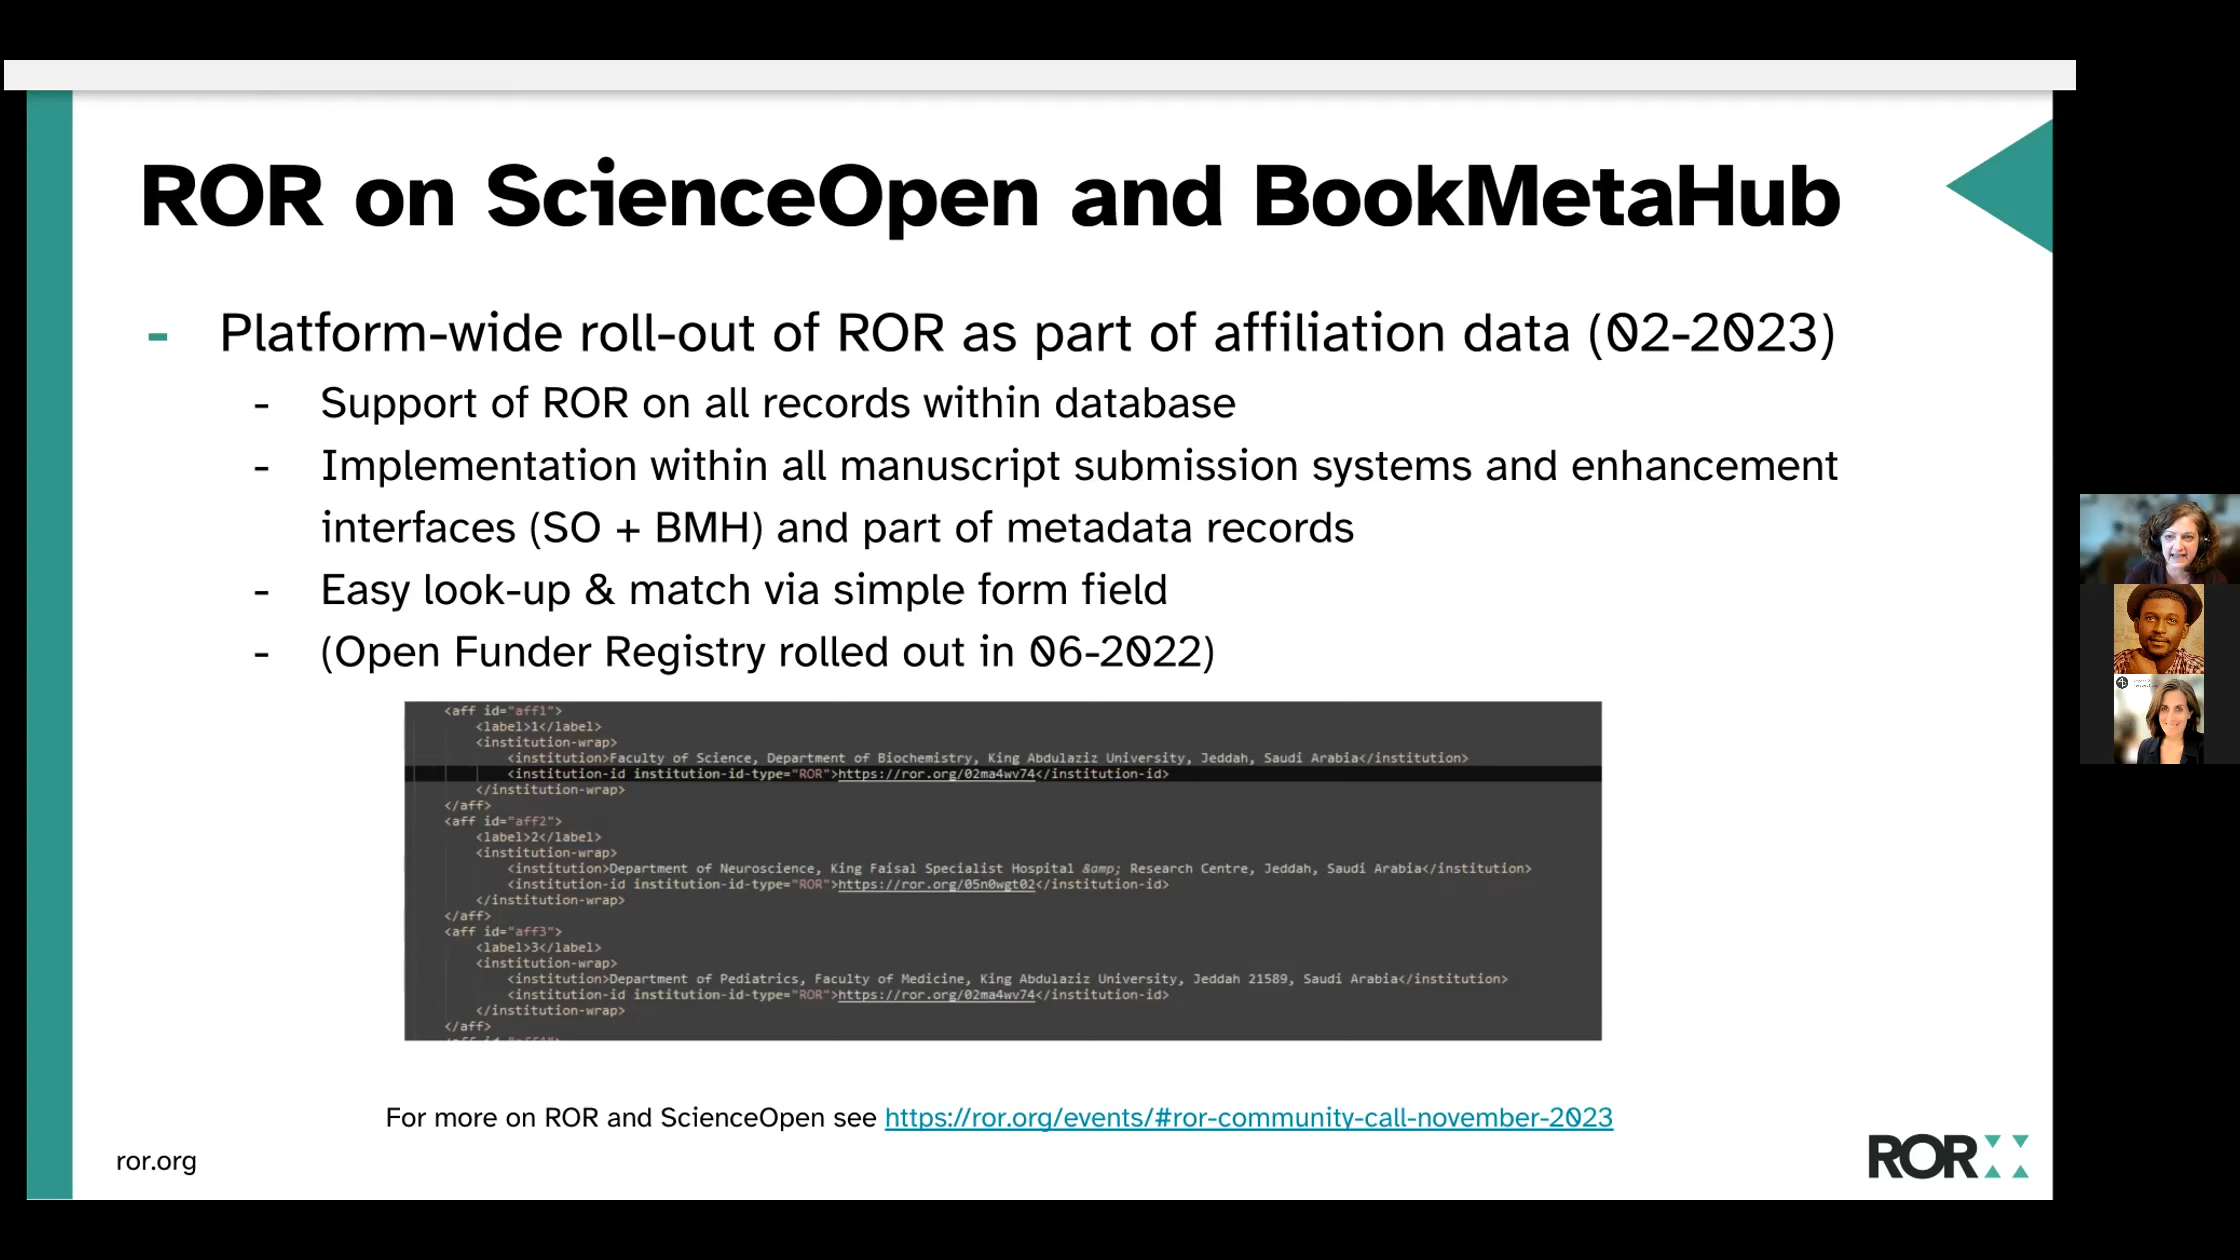 ROR on ScienceOpen and BookMetaHub
- Platform-wide roll-out of ROR as part of affiliation data (02-2023)
- Support of ROR on all records within database
- Implementation within all manuscript submission systems and enhancement
interfaces (SO + BMH) and part of metadata records
- Easy look-up & match via simple form field
- (Open Funder Registry rolled out in 06-2022)
<aff id="aff1">
<label>1</label>
<institution-wrap>
<institution>Faculty of Science, Department of Biochemistry, King Abdulaziz University, Jeddah, Saudi Arabia</institution>
<institution-id institution-id-type="ROR">https://ror.org/02ma4wv74</institution-id>
</institution-wrap>
</aff>
<aff id="aff2">
<label>2</label>
<institution-wrap>
<institution>Department of Neuroscience, King Faisal Specialist Hospital &amp; Research Centre, Jeddah, Saudi Arabia</institution>
<institution-id institution-id-type="ROR">https://ror.org/05n0wgt02</institution-id>
</institution-wrap>
</aff>
<aff id="aff3">
<label>3</label>
<institution-wrap>
<institution>Department of Pediatrics, Faculty of Medicine, King Abdulaziz University, Jeddah 21589, Saudi Arabia</institution>
<institution-id institution-id-type="ROR">https://ror.org/02ma4wv74</institution-id>
</institution-wrap>
</aff>
For more on ROR and ScienceOpen see https://ror.org/events/#ror-community-call-november-2023
ror.org
ROR